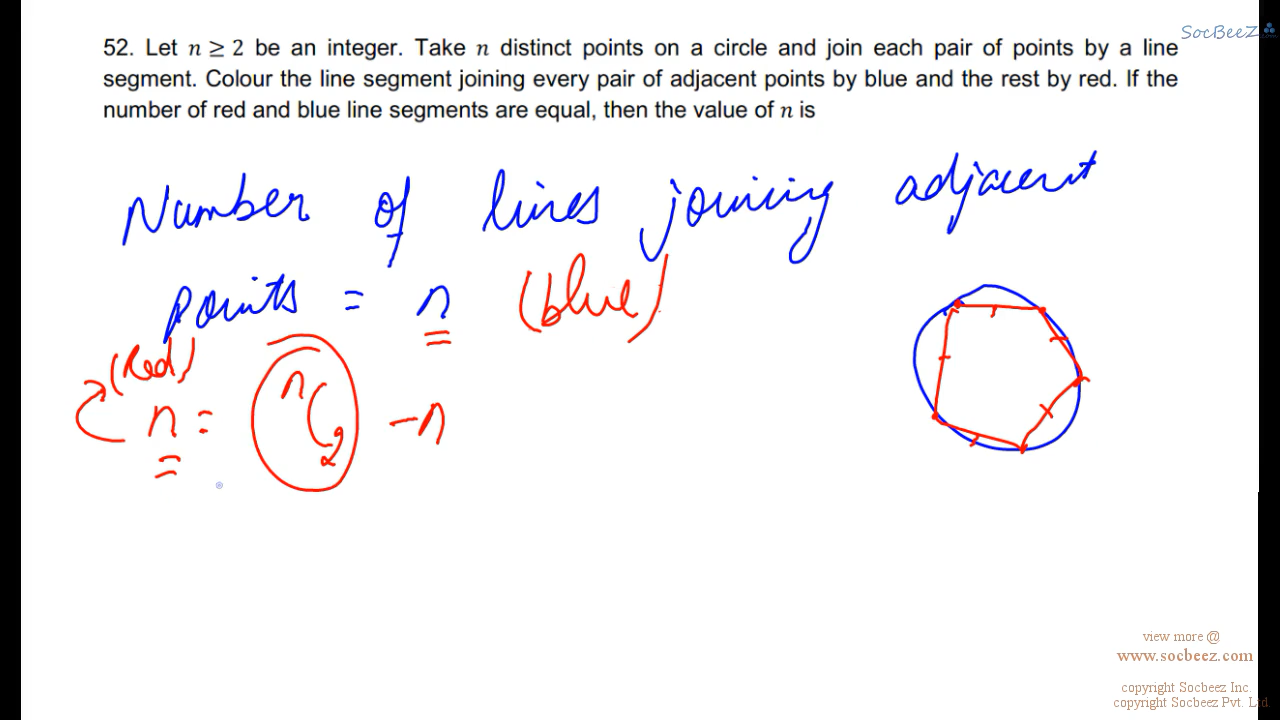 SocBeeZ
52. Let n ≥ 2 be an integer. Take n distinct points on a circle and join each pair of points by a line
segment. Colour the line segment joining every pair of adjacent points by blue and the rest by red. If the
number of red and blue line segments are equal, then the value of n is
Number of lines joining adjacent
points = n (blue)
(Red)
n = nC2 - n
view more @
www.socbeez.com
copyright Socbeez Inc.
copyright Socbeez Pvt. Ltd.